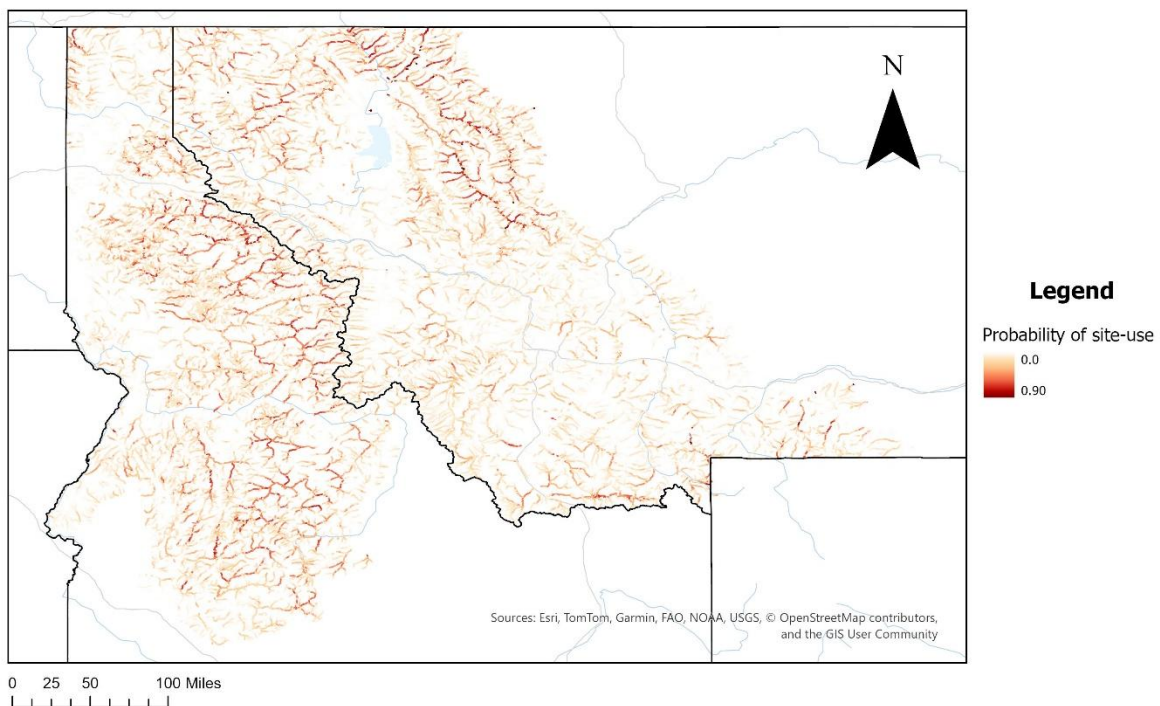 N
Legend
Probability of site-use
0.0
0.90
Sources: Esri, TomTom, Garmin, FAO, NOAA, USGS, © OpenStreetMap contributors,
and the GIS User Community
0 25 50 100 Miles